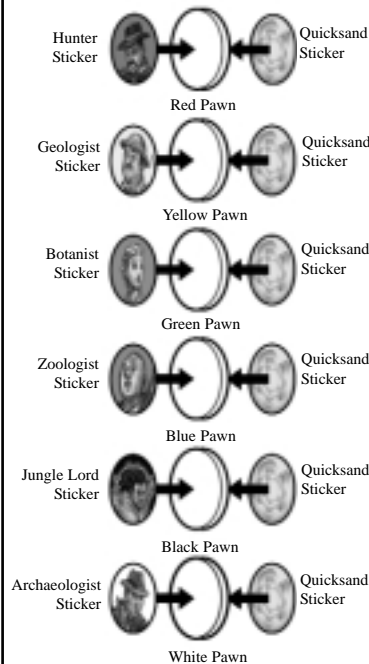 Hunter
Sticker
Quicksand
Sticker
Red Pawn
Geologist
Sticker
Quicksand
Sticker
Yellow Pawn
Botanist
Sticker
Quicksand
Sticker
Green Pawn
Zoologist
Sticker
Quicksand
Sticker
Blue Pawn
Jungle Lord
Sticker
Quicksand
Sticker
Black Pawn
Archaeologist
Sticker
Quicksand
Sticker
White Pawn